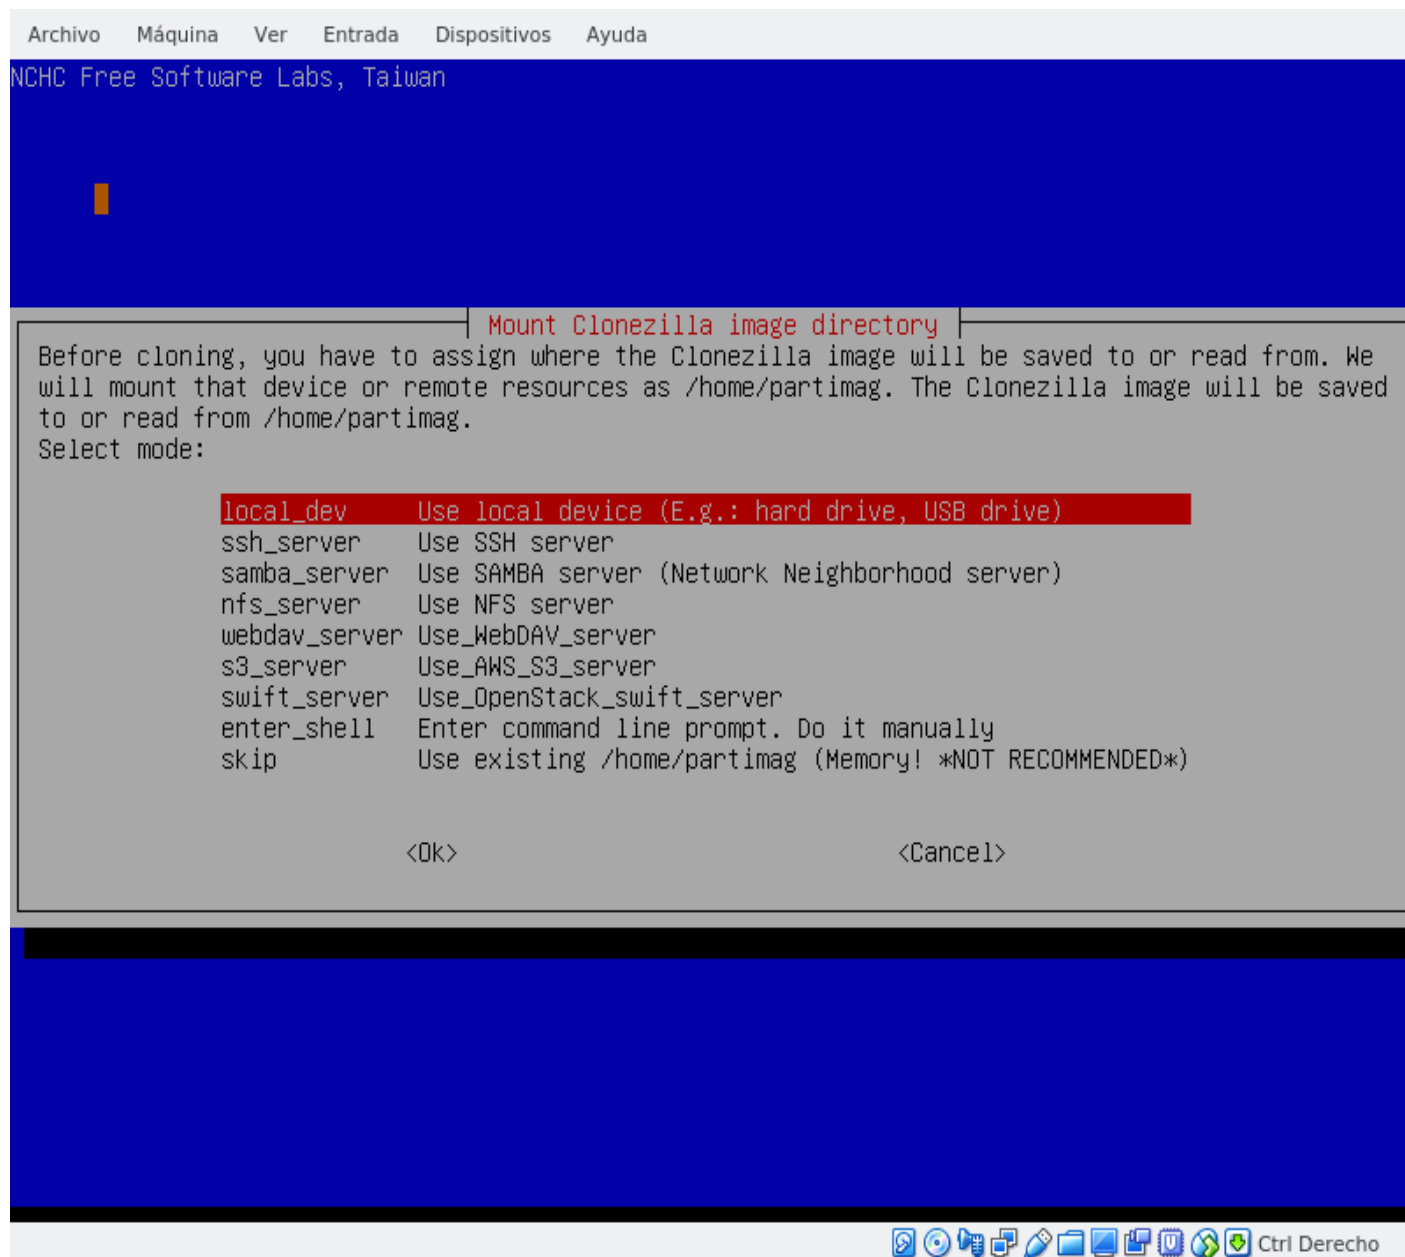 Archivo Máquina Ver Entrada Dispositivos Ayuda
NCHC Free Software Labs, Taiwan
Mount Clonezilla image directory
Before cloning, you have to assign where the Clonezilla image will be saved to or read from. We
will mount that device or remote resources as /home/partimag. The Clonezilla image will be saved
to or read from /home/partimag.
Select mode:
local_dev Use local device (E.g.: hard drive, USB drive)
ssh_server Use SSH server
samba_server Use SAMBA server (Network Neighborhood server)
nfs_server Use NFS server
webdav_server Use_WebDAV_server
s3_server Use_AWS_S3_server
swift_server Use_OpenStack_swift_server
enter_shell Enter command line prompt. Do it manually
skip Use existing /home/partimag (Memory! *NOT RECOMMENDED*)
<Ok> <Cancel>
Ctrl Derecho